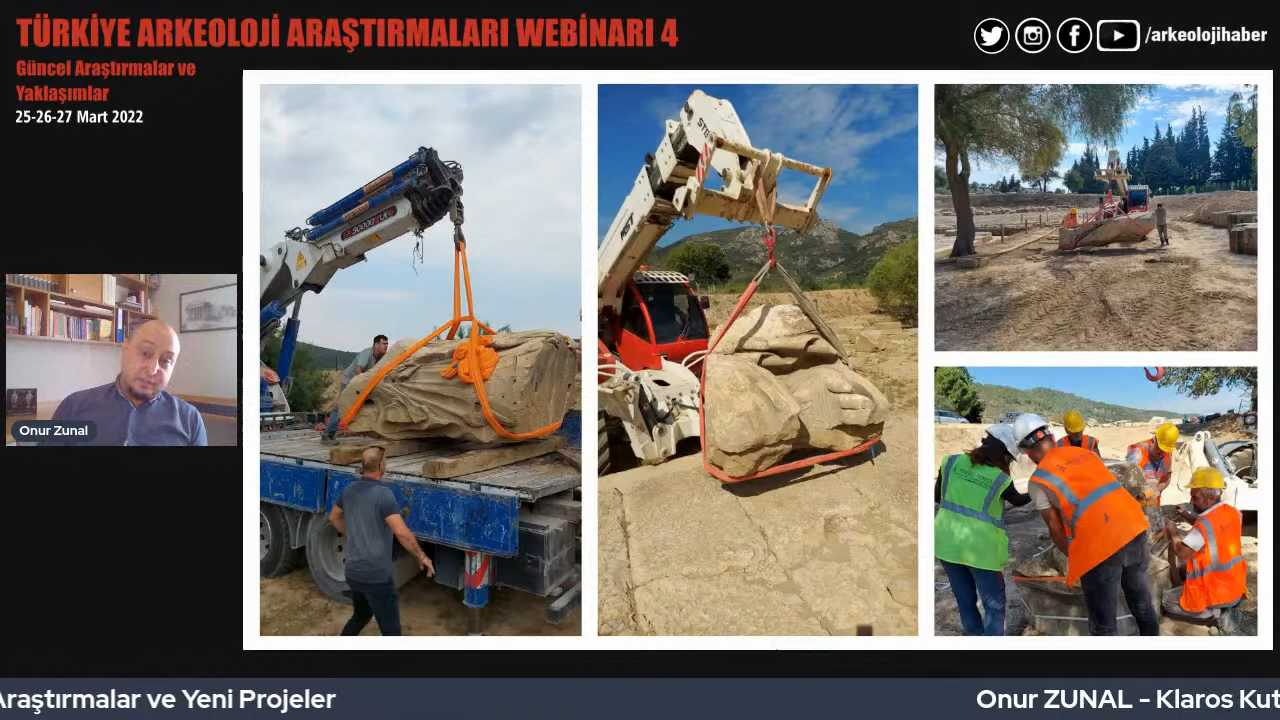 TÜRKİYE ARKEOLOJİ ARAŞTIRMALARI WEBİNARI 4
Güncel Araştırmalar ve
Yaklaşımlar
25-26-27 Mart 2022
/arkeolojihaber
Onur Zunal
Araştırmalar ve Yeni Projeler
Onur ZUNAL - Klaros Kut